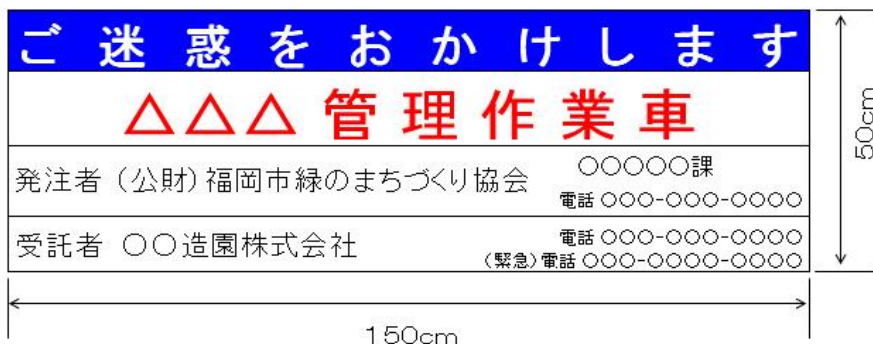 ご迷惑をおかけします
△△△管理作業車
発注者（公財）福岡市緑のまちづくり協会
○○○○○課
電話 ○○○-○○○-○○○○
受託者 ○○造園株式会社
電話 ○○○-○○○-○○○○
（緊急）電話 ○○○-○○○○-○○○○
50cm
150cm